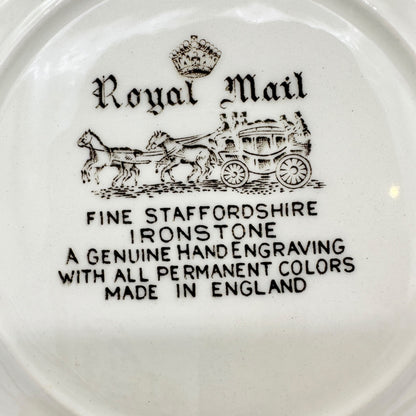 Royal Mail
FINE STAFFORDSHIRE
IRONSTONE
A GENUINE HAND ENGRAVING
WITH ALL PERMANENT COLORS
MADE IN ENGLAND